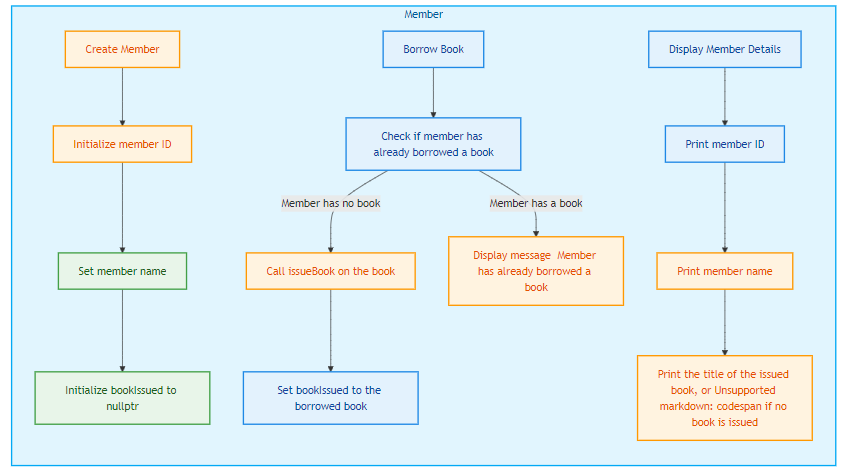 Member
Create Member
Initialize member ID
Set member name
Initialize bookIssued to
nullptr
Borrow Book
Check if member has
already borrowed a book
Member has no book
Member has a book
Call issueBook on the book
Display message  Member
has already borrowed a
book
Set bookIssued to the
borrowed book
Display Member Details
Print member ID
Print member name
Print the title of the issued
book, or Unsupported
markdown: codespan if no
book is issued